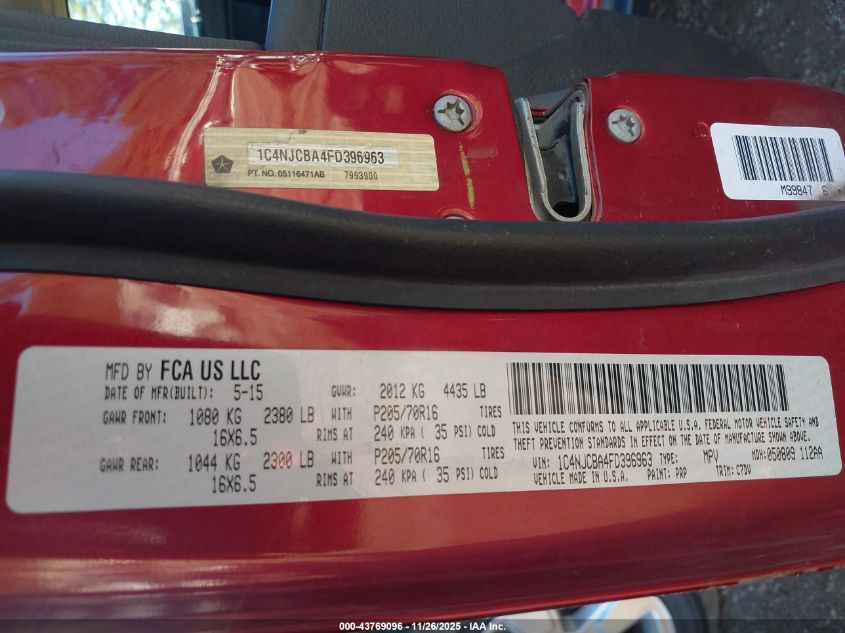 1C4NJCBA4FD396963
PT. NO. 05116471AB 7993900
M99847 6
MFD BY FCA US LLC
DATE OF MFR(BUILT): 5-15 GVWR: 2012 KG 4435 LB
GAWR FRONT: 1080 KG 2380 LB WITH P205/70R16 TIRES
16X6.5 RIMS AT 240 KPA ( 35 PSI) COLD
GAWR REAR: 1044 KG 2300 LB WITH P205/70R16 TIRES
16X6.5 RIMS AT 240 KPA ( 35 PSI) COLD
THIS VEHICLE CONFORMS TO ALL APPLICABLE U.S.A. FEDERAL MOTOR VEHICLE SAFETY AND
THEFT PREVENTION STANDARDS IN EFFECT ON THE DATE OF MANUFACTURE SHOWN ABOVE.
VIN: 1C4NJCBA4FD396963 TYPE: MPV MDH: 050809 112AA
VEHICLE MADE IN U.S.A. PAINT: PRP TRIM: C7DV
000-43769096 - 11/26/2025 - IAA Inc.